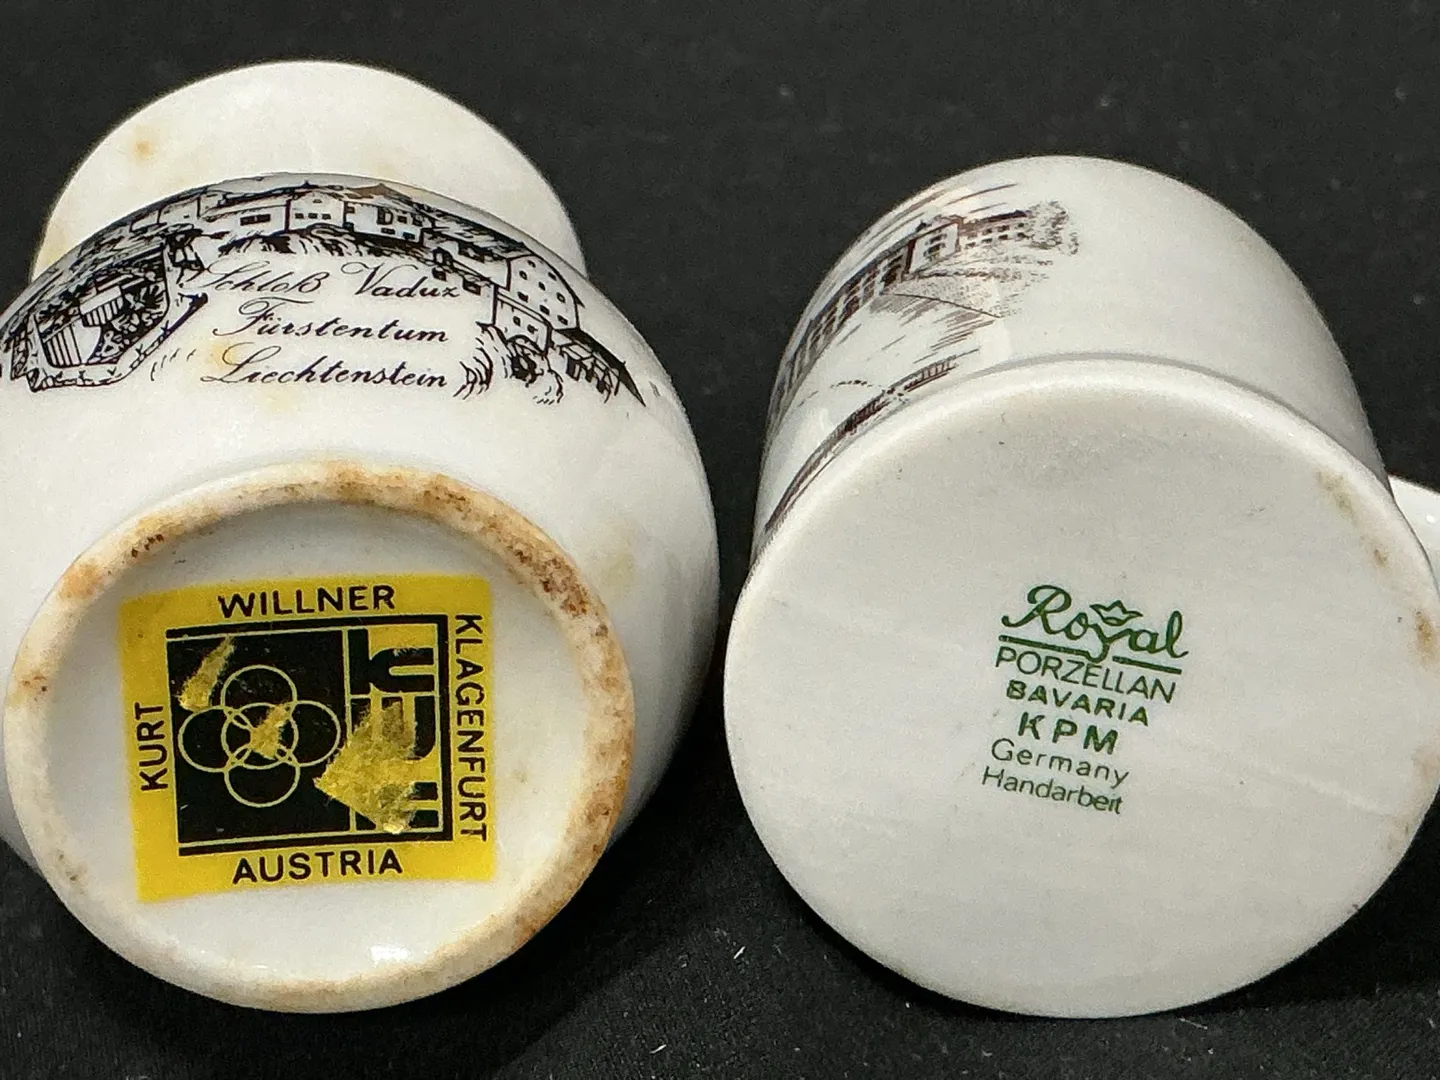 Schloß Vaduz
Fürstentum
Liechtenstein
WILLNER
KURT
KLAGENFURT
AUSTRIA
Royal
PORZELLAN
BAVARIA
KPM
Germany
Handarbeit